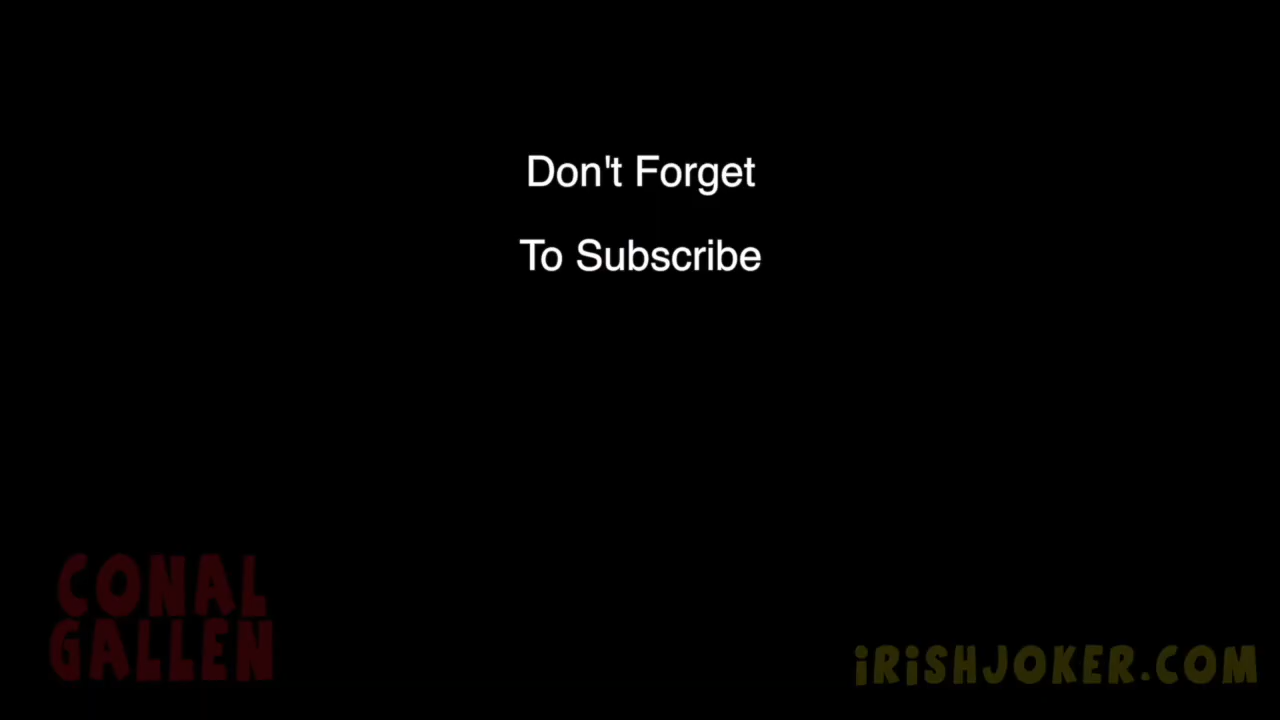 Don't Forget
To Subscribe
CONAL
GALLEN
iRiSHJOKER.COM